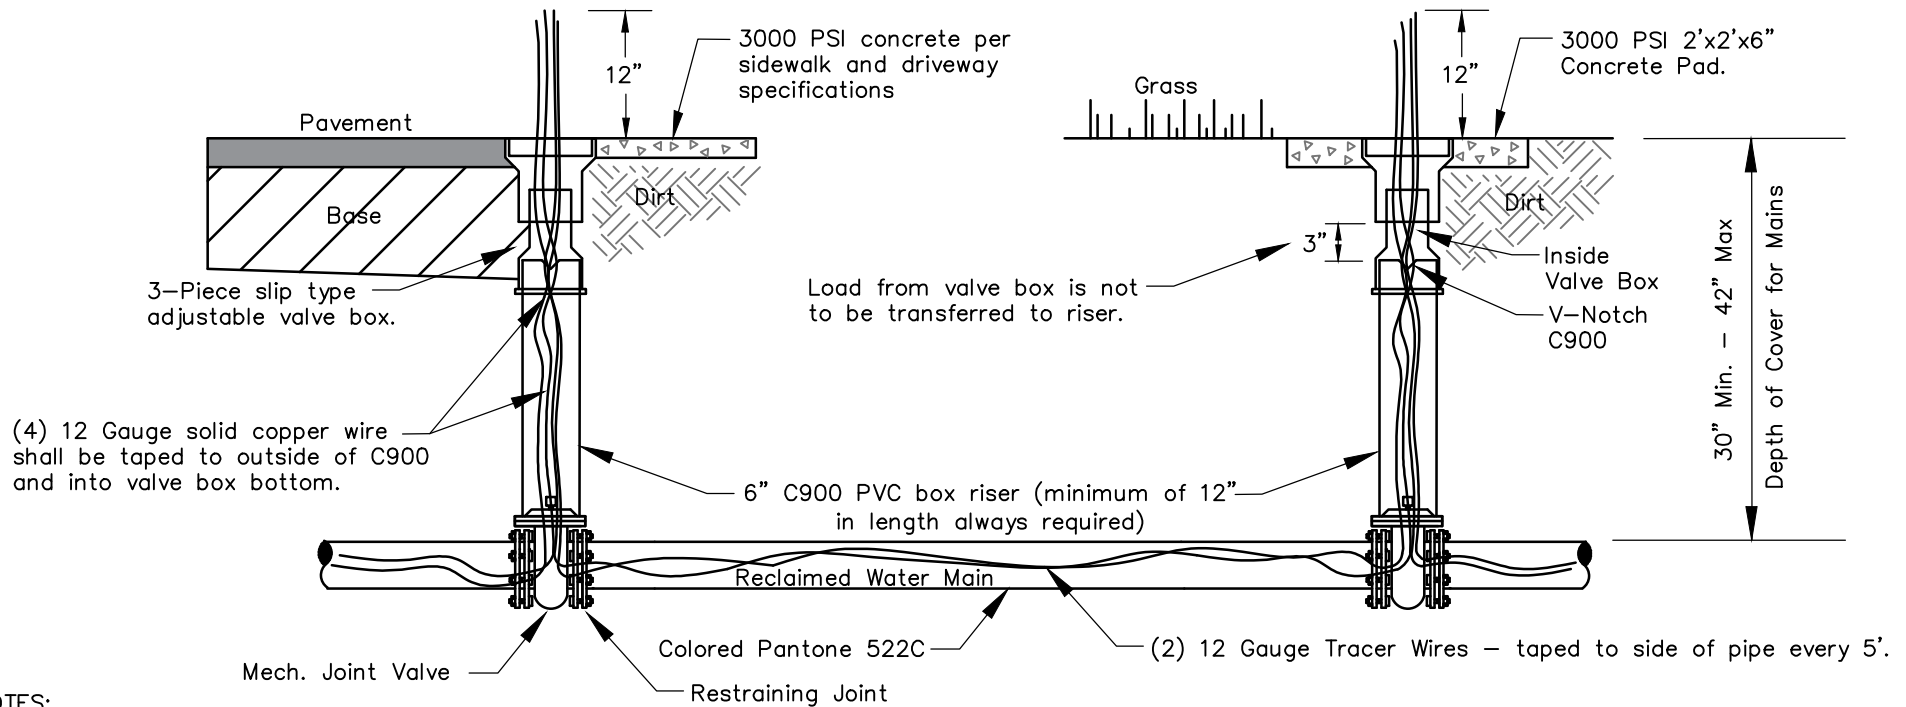 12"
3000 PSI concrete per
sidewalk and driveway
specifications
Pavement
Base
Dirt
3-Piece slip type
adjustable valve box.
(4) 12 Gauge solid copper wire
shall be taped to outside of C900
and into valve box bottom.
Grass
12"
3000 PSI 2'x2'x6"
Concrete Pad.
Dirt
3"
Load from valve box is not
to be transferred to riser.
Inside
Valve Box
V-Notch
C900
30" Min. - 42" Max
Depth of Cover for Mains
6" C900 PVC box riser (minimum of 12"
in length always required)
Reclaimed Water Main
Colored Pantone 522C
(2) 12 Gauge Tracer Wires - taped to side of pipe every 5'.
Mech. Joint Valve
Restraining Joint